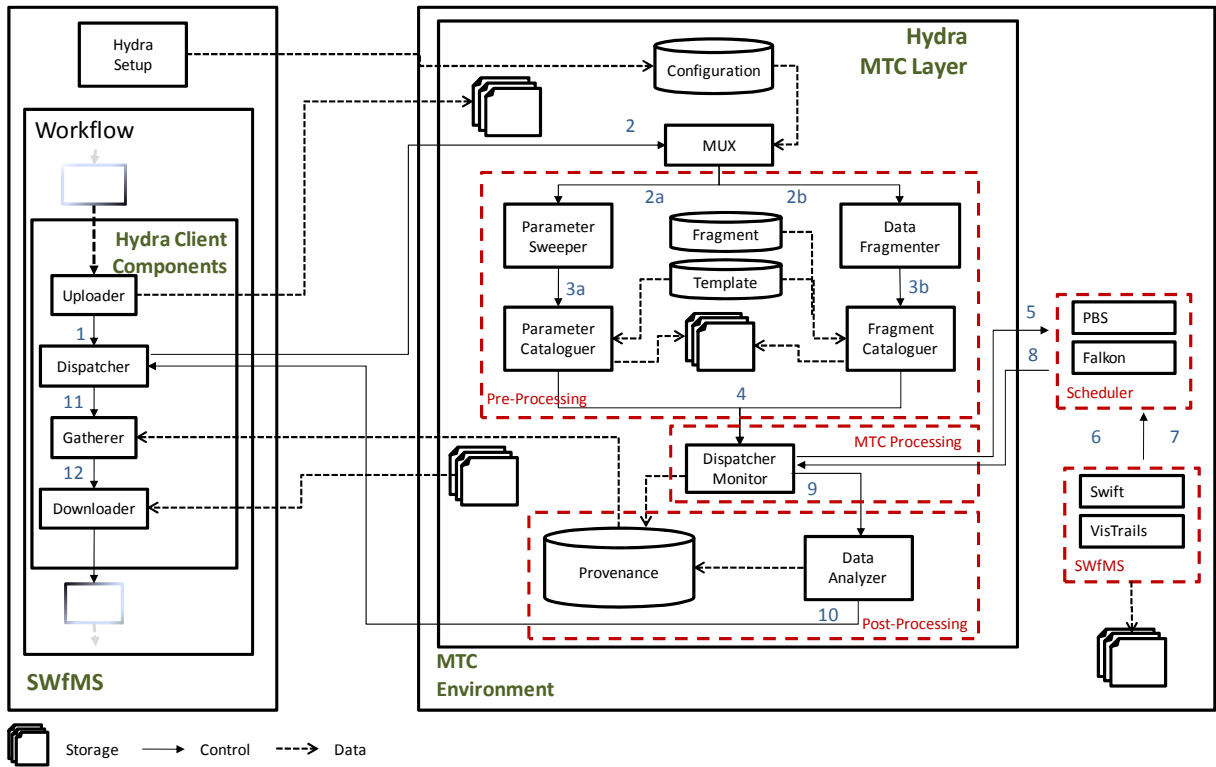 Hydra
Setup
Workflow
Hydra Client
Components
Uploader
1
Dispatcher
11
Gatherer
12
Downloader
SWfMS
Hydra
MTC Layer
Configuration
2
MUX
2a
2b
Parameter
Sweeper
Fragment
Data
Fragmenter
Template
3a
3b
Parameter
Cataloguer
Fragment
Cataloguer
4
Pre-Processing
MTC Processing
Dispatcher
Monitor
9
Provenance
Data
Analyzer
10
Post-Processing
MTC
Environment
5
PBS
8
Falkon
Scheduler
6
7
Swift
VisTrails
SWfMS
Storage
Control
Data